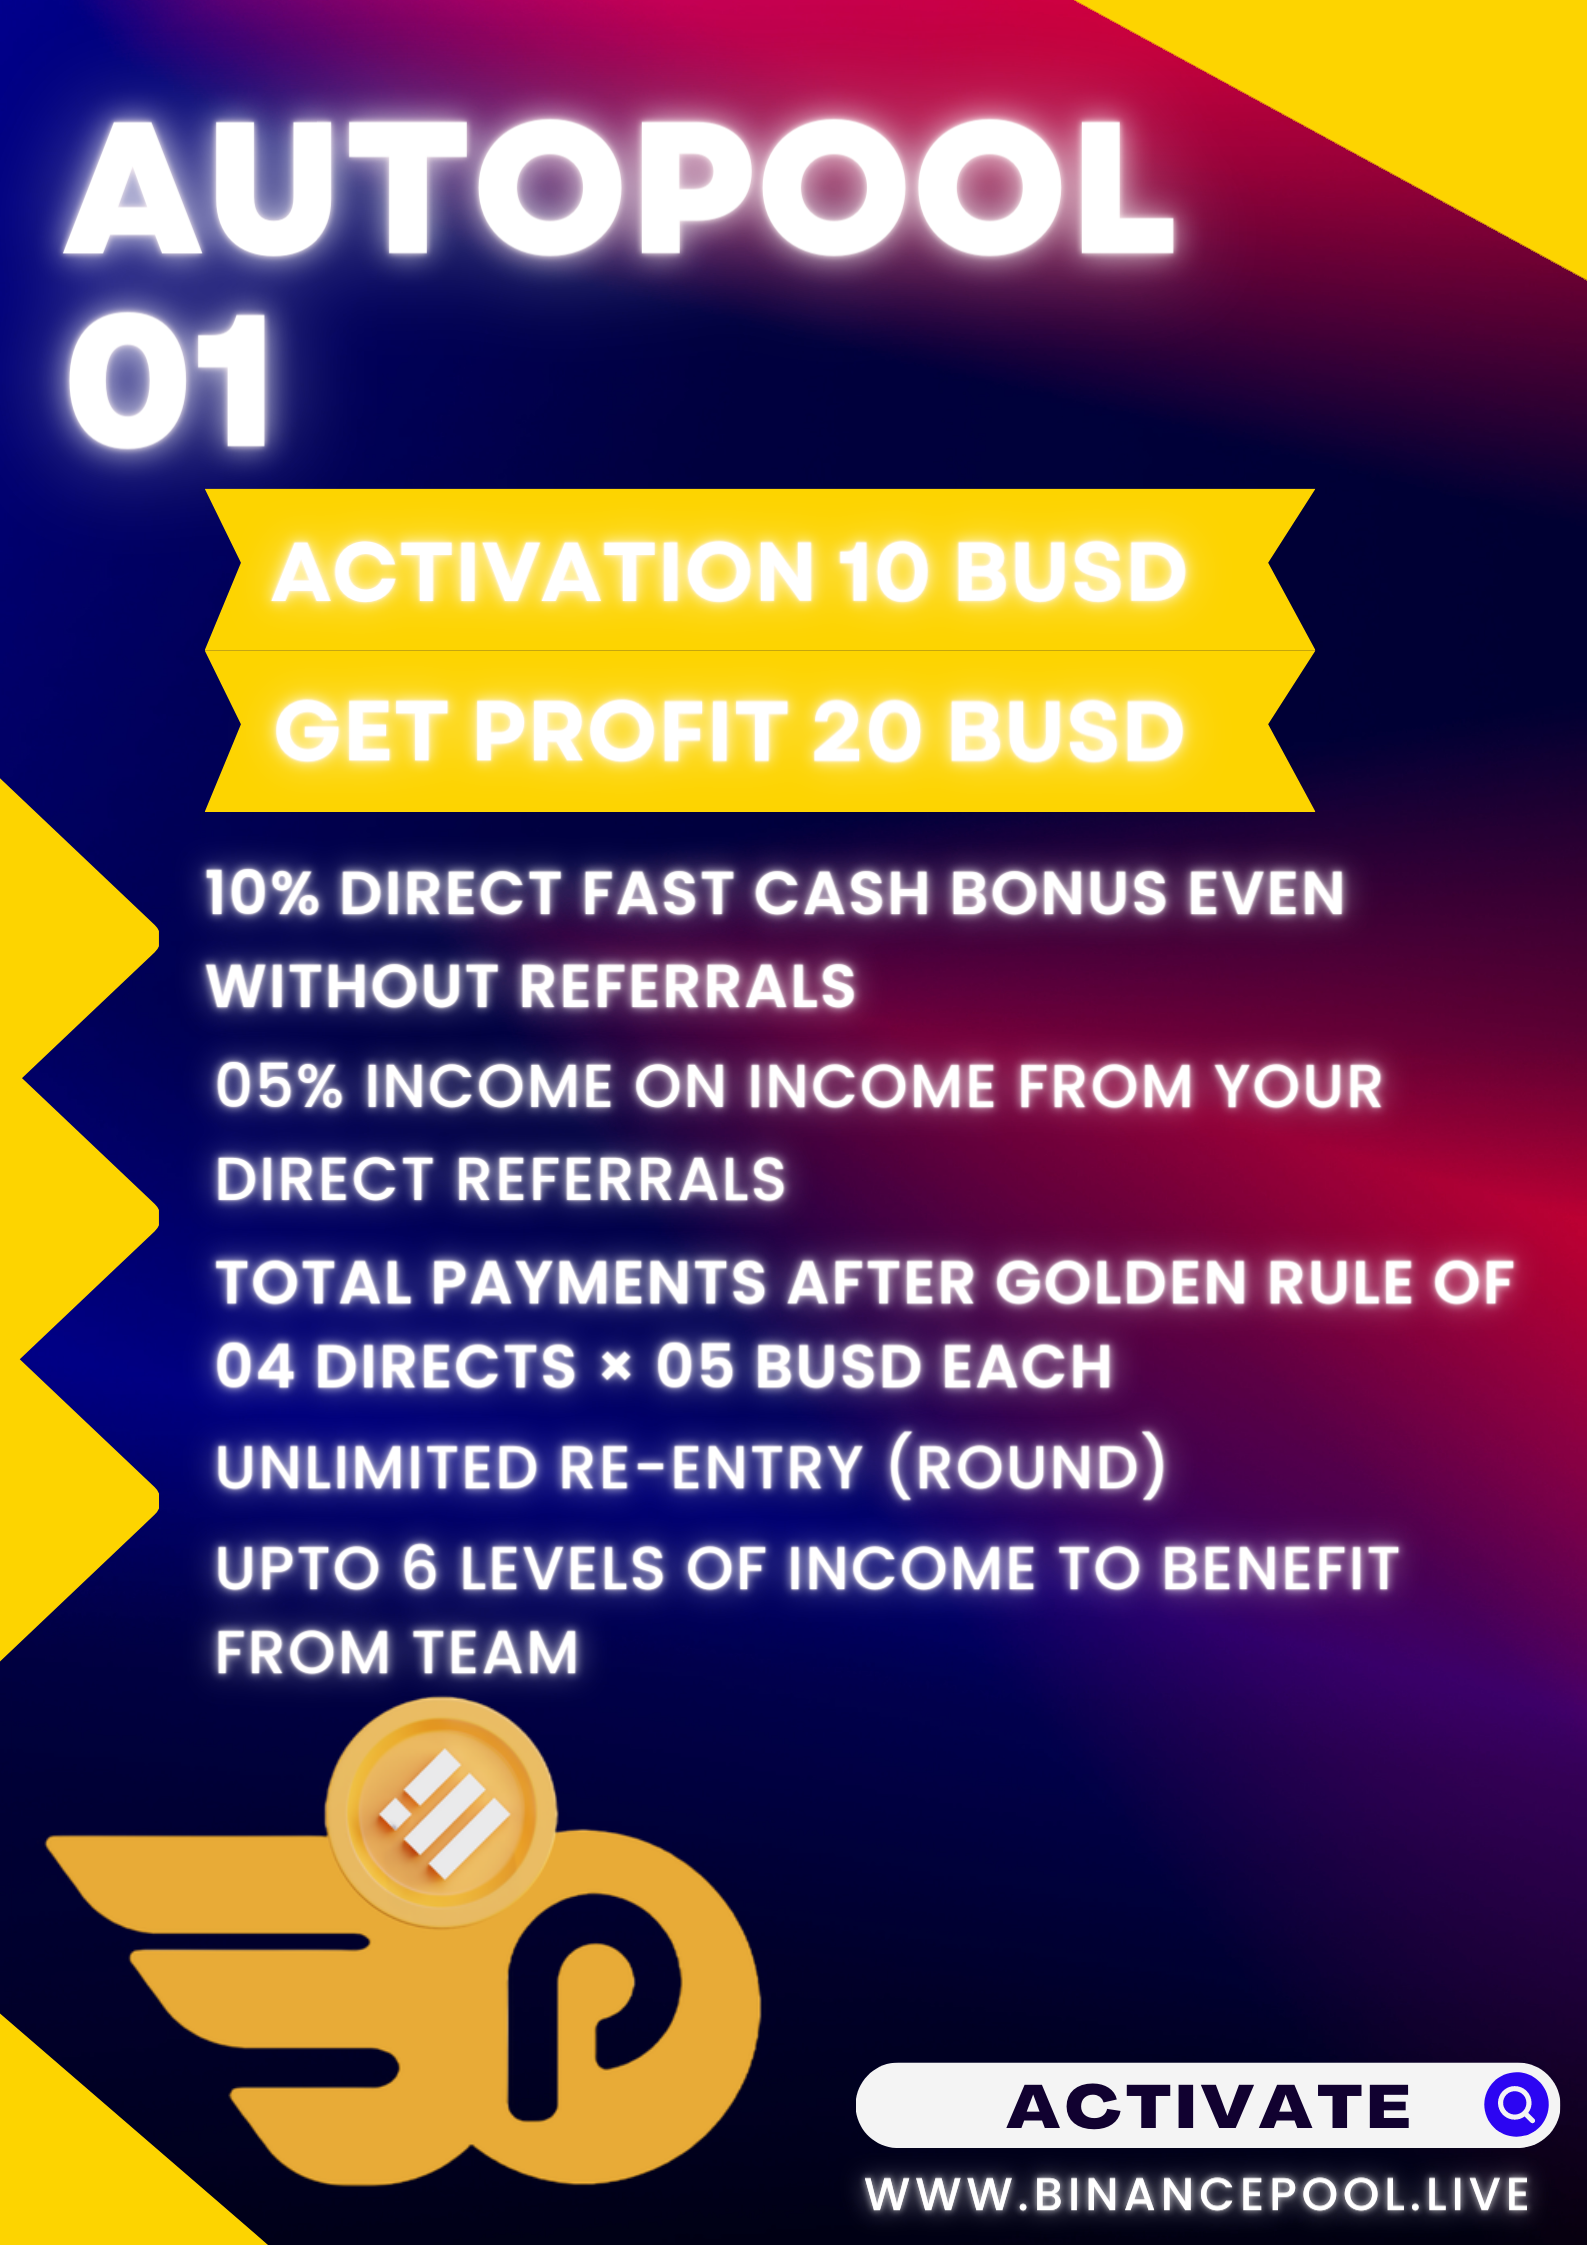 AUTOPOOL
01
ACTIVATION 10 BUSD
GET PROFIT 20 BUSD
10% DIRECT FAST CASH BONUS EVEN
WITHOUT REFERRALS
05% INCOME ON INCOME FROM YOUR
DIRECT REFERRALS
TOTAL PAYMENTS AFTER GOLDEN RULE OF
04 DIRECTS × 05 BUSD EACH
UNLIMITED RE-ENTRY (ROUND)
UPTO 6 LEVELS OF INCOME TO BENEFIT
FROM TEAM
P
ACTIVATE
WWW.BINANCEPOOL.LIVE